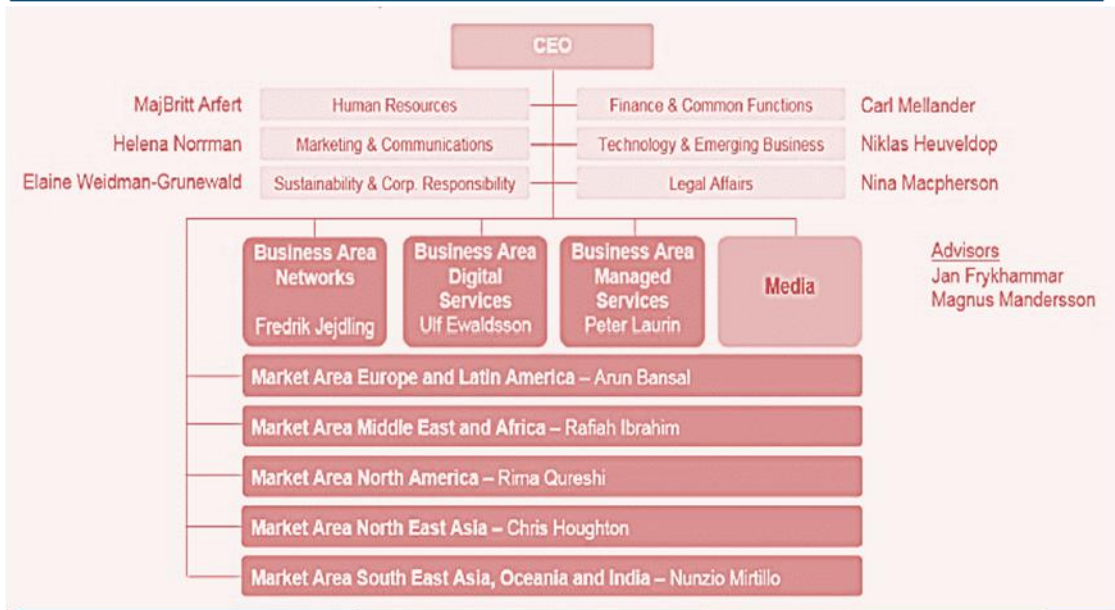 CEO
MajBritt Arfert
Human Resources
Finance & Common Functions
Carl Mellander
Helena Norrman
Marketing & Communications
Technology & Emerging Business
Niklas Heuveldop
Elaine Weidman-Grunewald
Sustainability & Corp. Responsibility
Legal Affairs
Nina Macpherson
Business Area
Networks
Fredrik Jejdling
Business Area
Digital
Services
Ulf Ewaldsson
Business Area
Managed
Services
Peter Laurin
Media
Advisors
Jan Frykhammar
Magnus Mandersson
Market Area Europe and Latin America – Arun Bansal
Market Area Middle East and Africa – Rafiah Ibrahim
Market Area North America – Rima Qureshi
Market Area North East Asia – Chris Houghton
Market Area South East Asia, Oceania and India – Nunzio Mirtillo